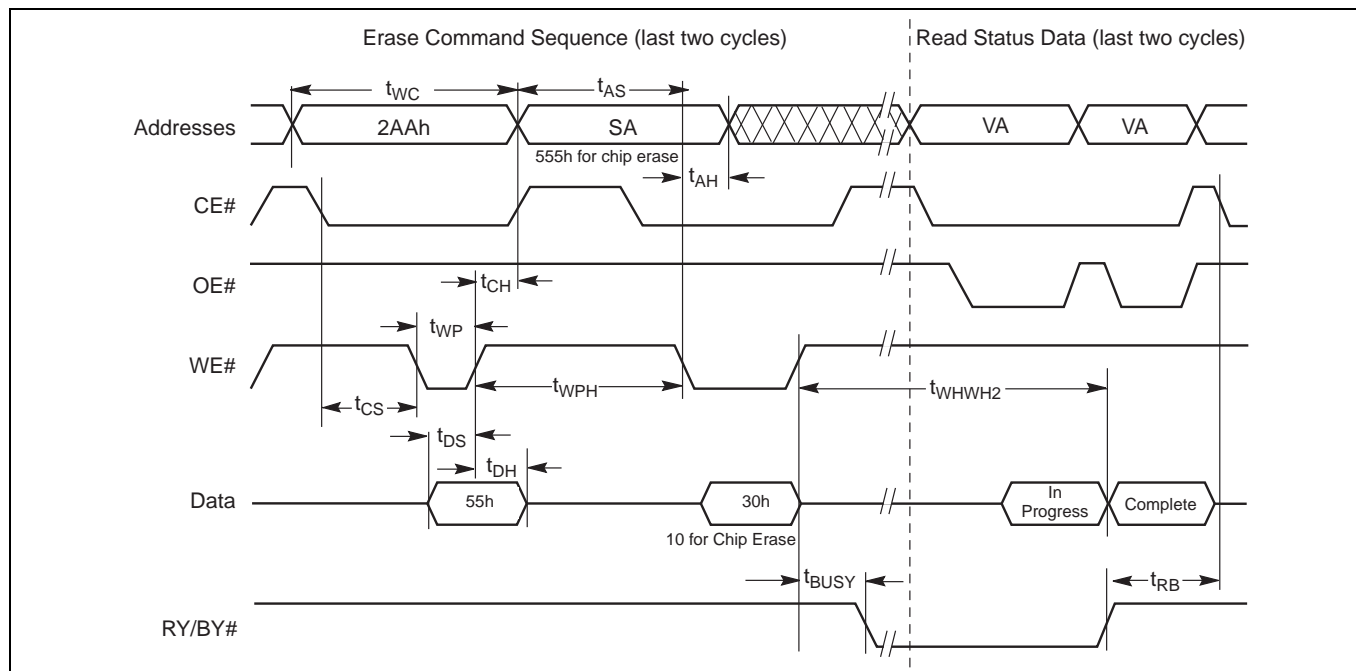 Erase Command Sequence (last two cycles)
Read Status Data (last two cycles)
tWC
tAS
Addresses
2AAh
SA
VA
VA
555h for chip erase
tAH
CE#
OE#
tCH
tWP
WE#
tWPH
tWHWH2
tCS
tDS
tDH
Data
55h
30h
In
Progress
Complete
10 for Chip Erase
tBUSY
tRB
RY/BY#